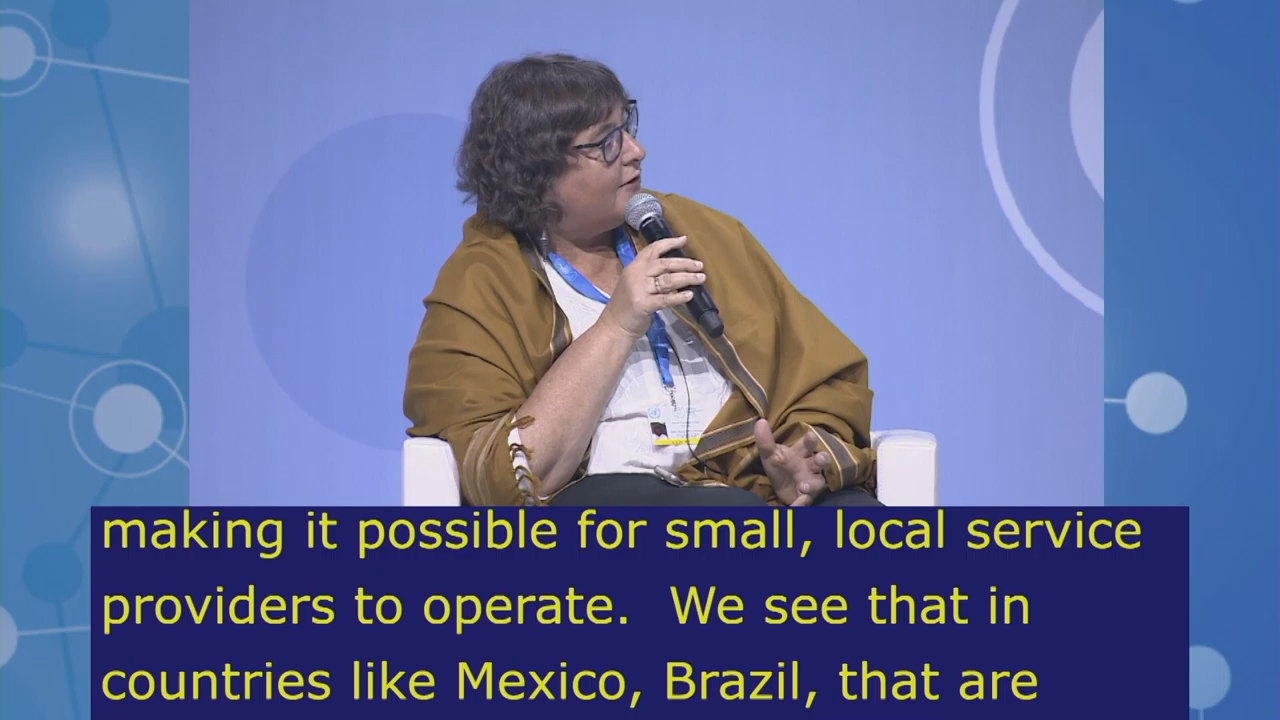 making it possible for small, local service
providers to operate.  We see that in
countries like Mexico, Brazil, that are